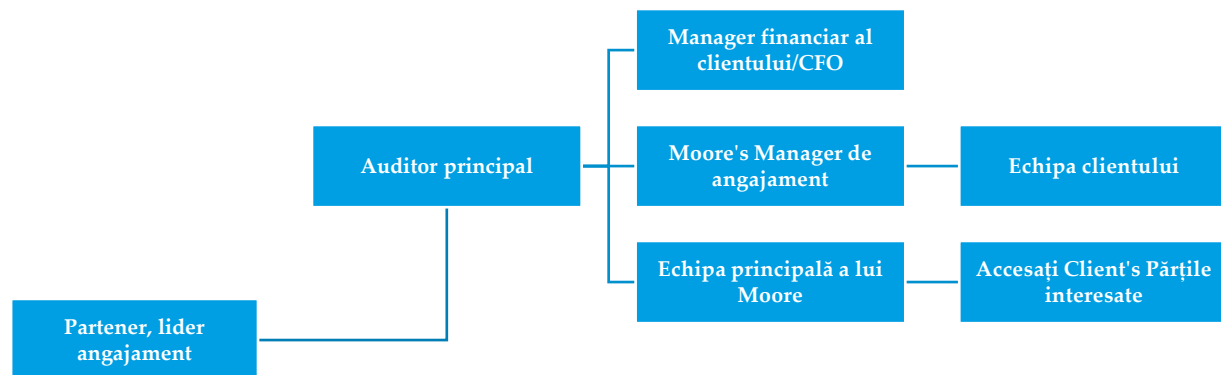 Manager financiar al
clientului/CFO
Auditor principal
Moore's Manager de
angajament
Echipa clientului
Echipa principală a lui
Moore
Accesați Client's Părțile
interesate
Partener, lider
angajament